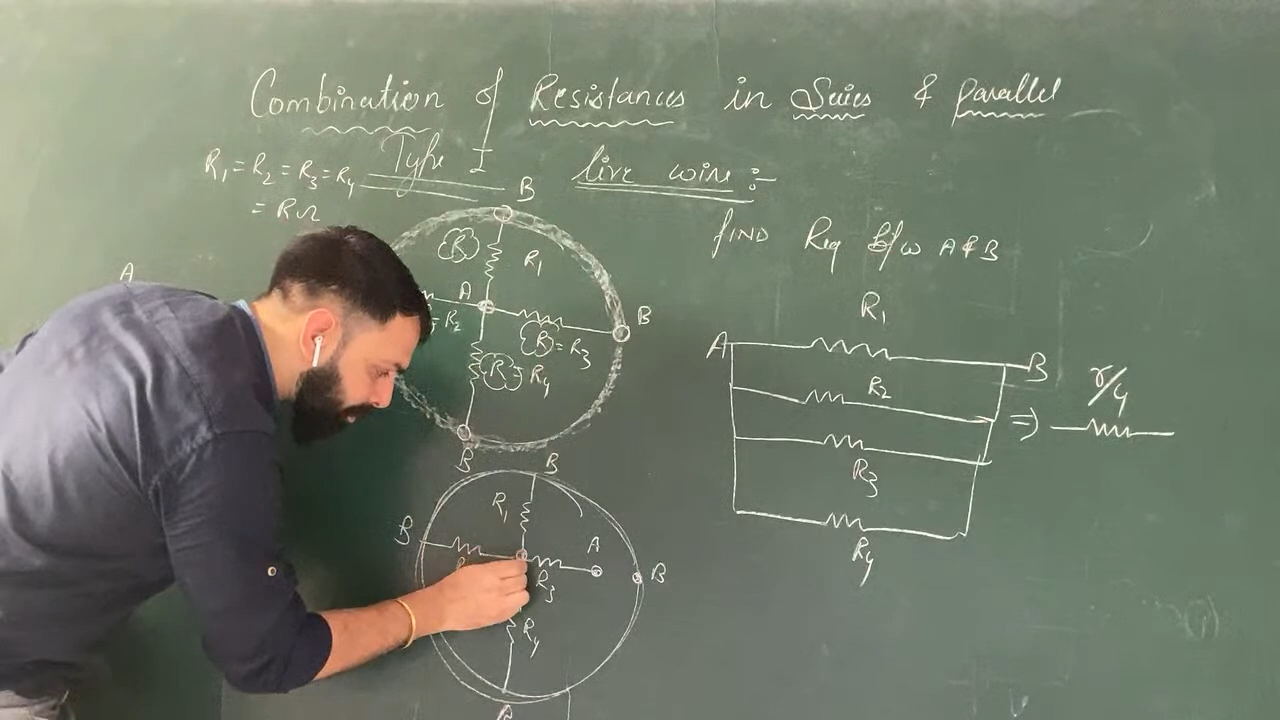 Combination of Resistances in Series & parallel
Type I live wire :-
R1 = R2 = R3 = R4
= RΩ
FIND Req b/w A & B
B
R
R1
A
A
= R2
B
R = R3
R = R4
B
R1
A B
R2
R3
R4
⇒ r/4
B
R1
B
A
B
R3
R4